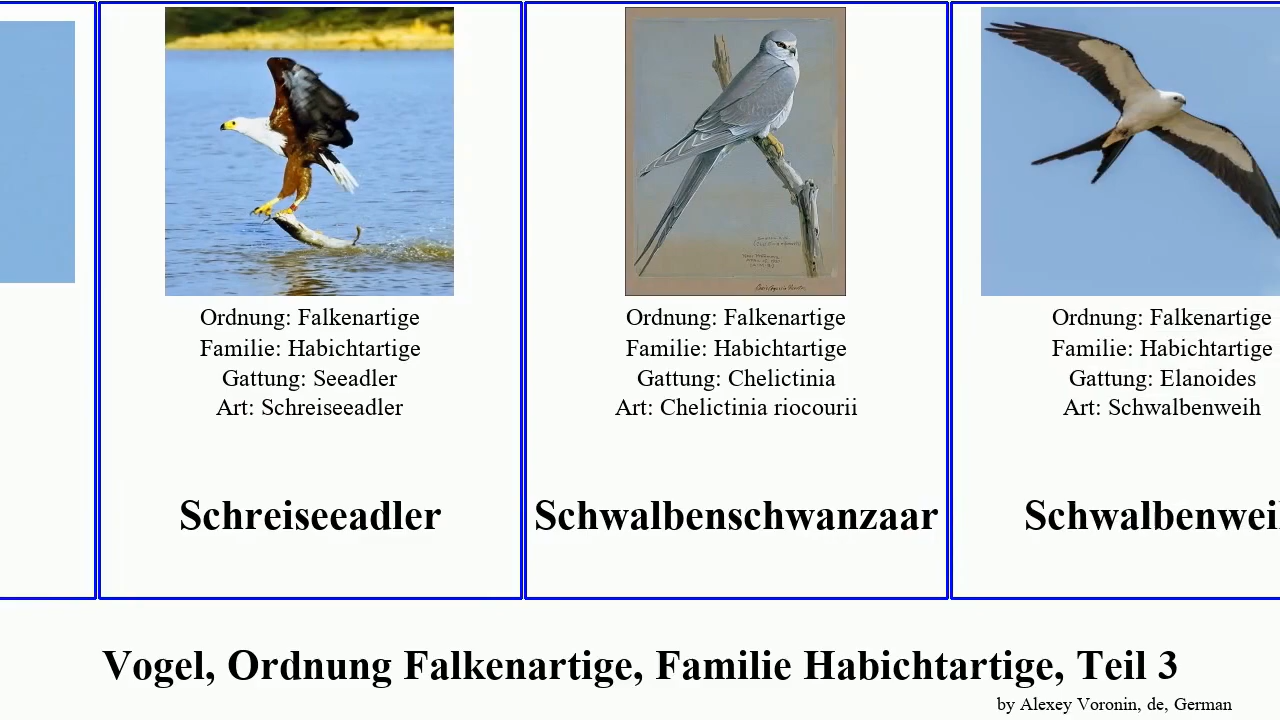 Ordnung: Falkenartige
Familie: Habichtartige
Gattung: Seeadler
Art: Schreiseeadler
Schreiseeadler
Ordnung: Falkenartige
Familie: Habichtartige
Gattung: Chelictinia
Art: Chelictinia riocourii
Schwalbenschwanzaar
Ordnung: Falkenartige
Familie: Habichtartige
Gattung: Elanoides
Art: Schwalbenweih
Vogel, Ordnung Falkenartige, Familie Habichtartige, Teil 3
by Alexey Voronin, de, German